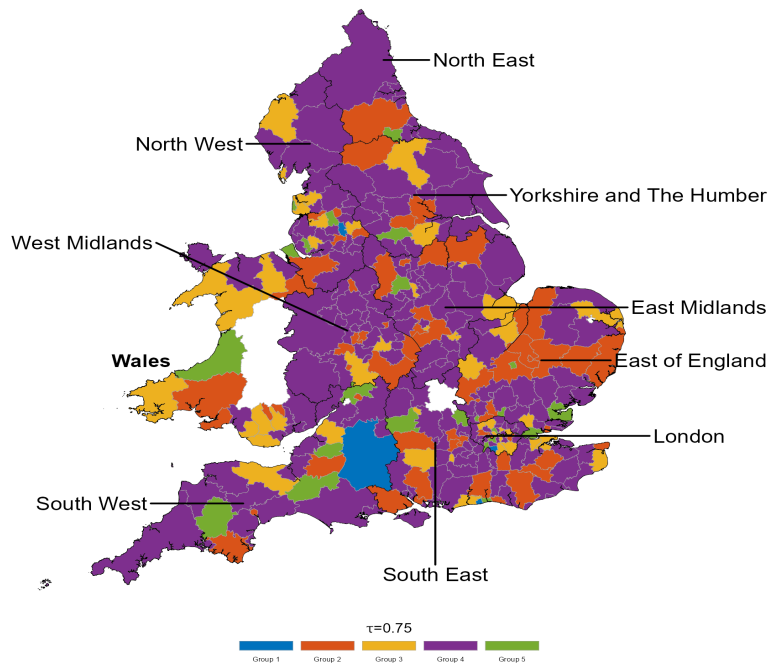 North East
North West
Yorkshire and The Humber
West Midlands
East Midlands
Wales
East of England
London
South West
South East
τ=0.75
Group 1 Group 2 Group 3 Group 4 Group 5